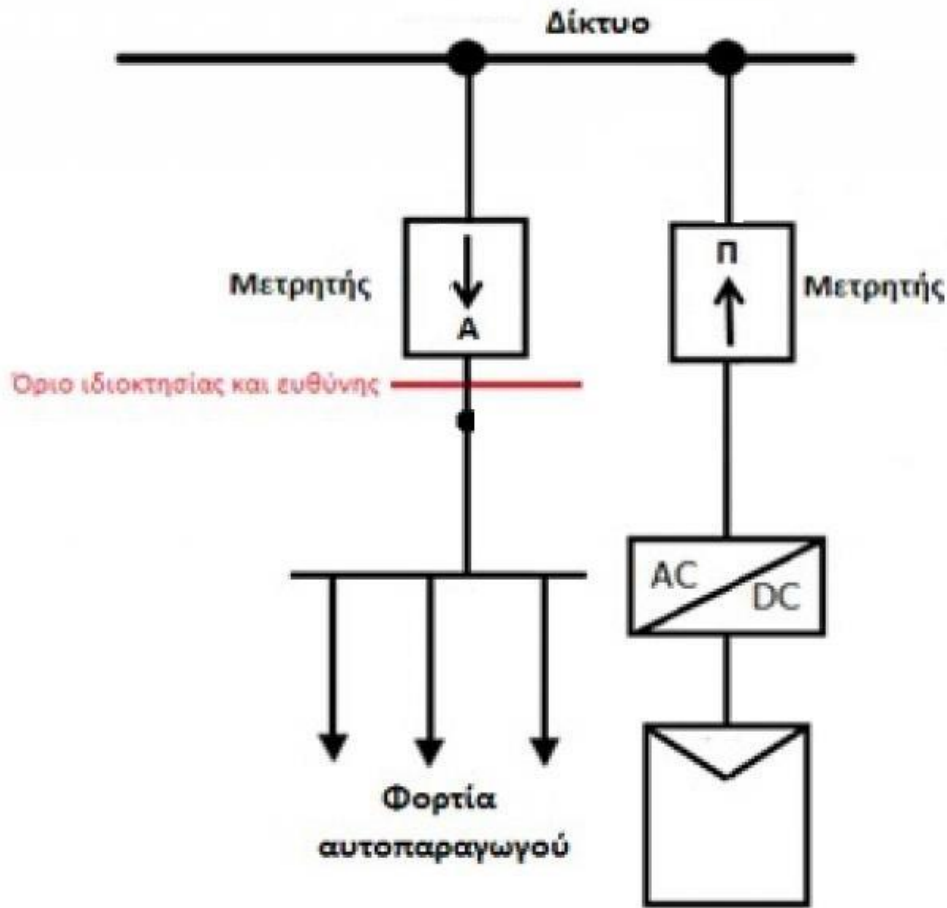 Δίκτυο
Μετρητής
Α
Π
Μετρητής
Όριο ιδιοκτησίας και ευθύνης
AC
DC
Φορτία
αυτοπαραγωγού